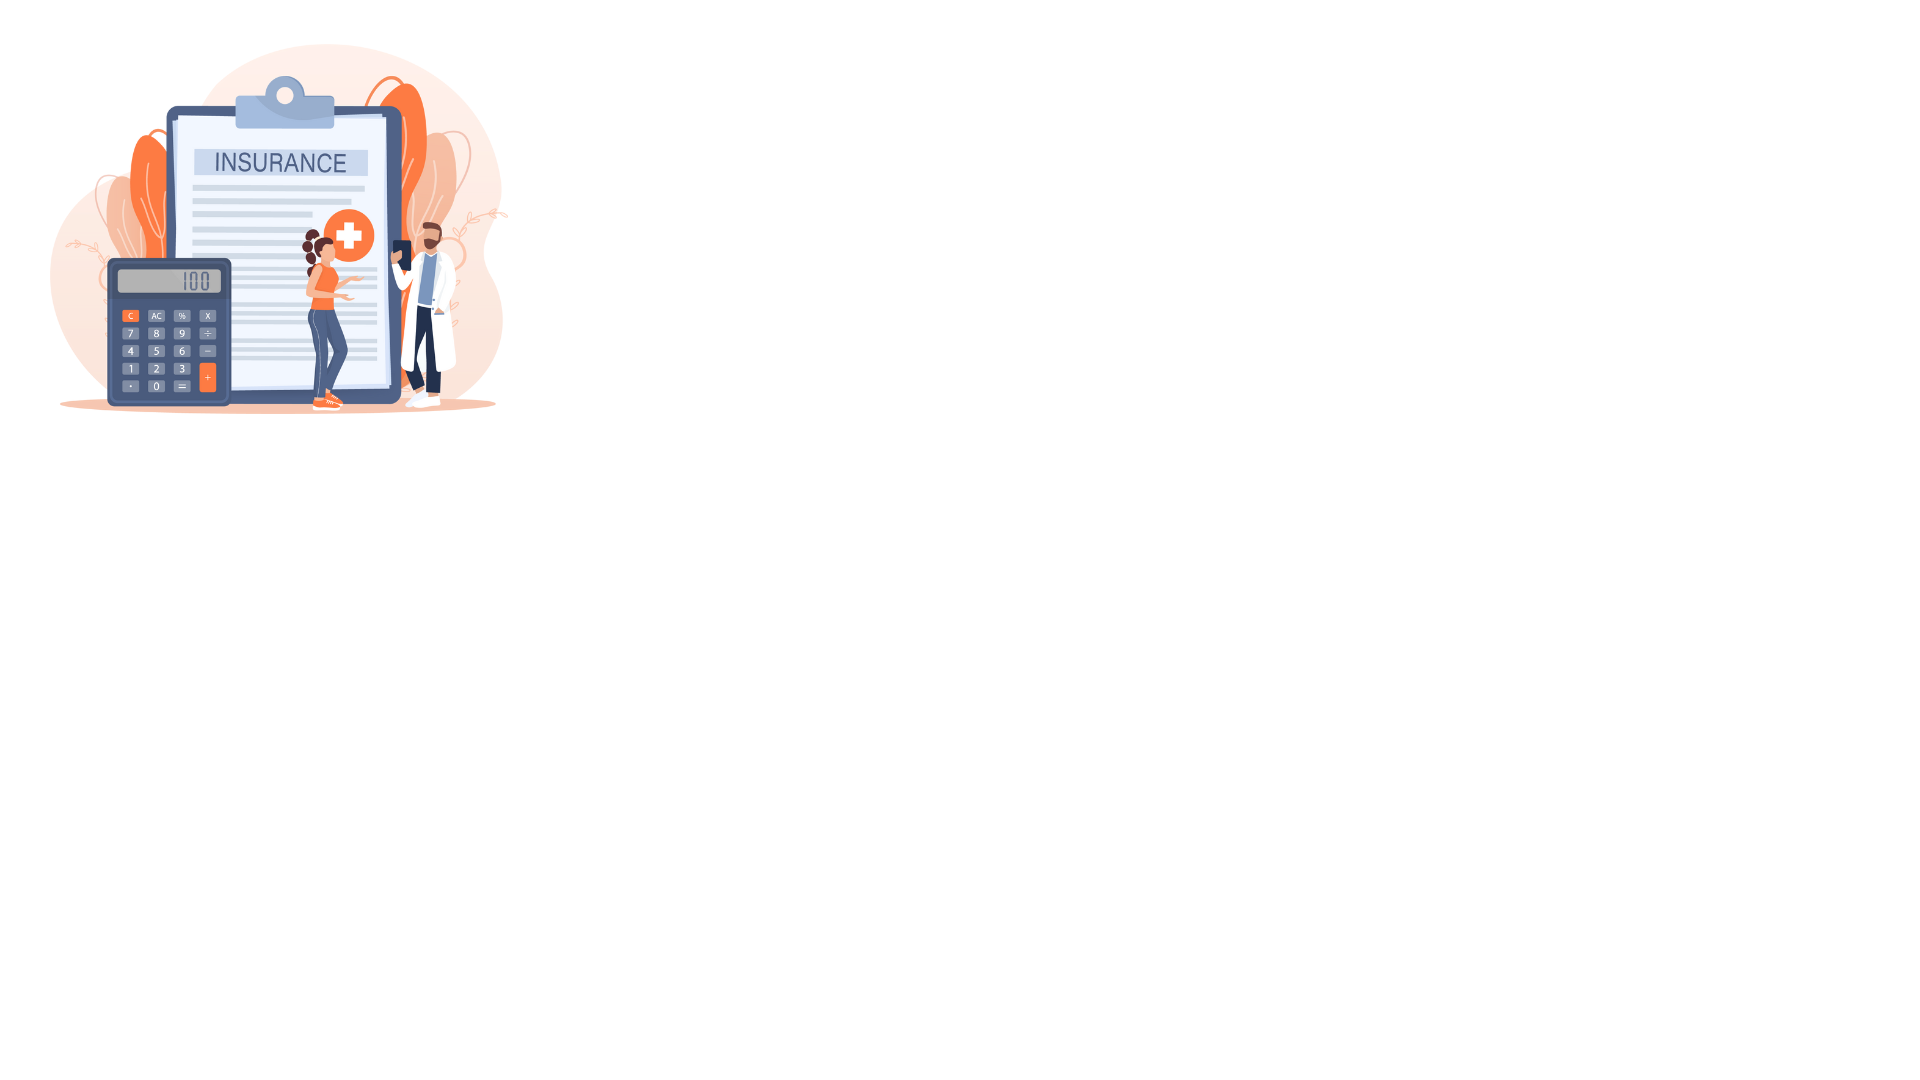 INSURANCE
100
C AC % X
7 8 9 ÷
4 5 6 −
1 2 3 +
· 0 =